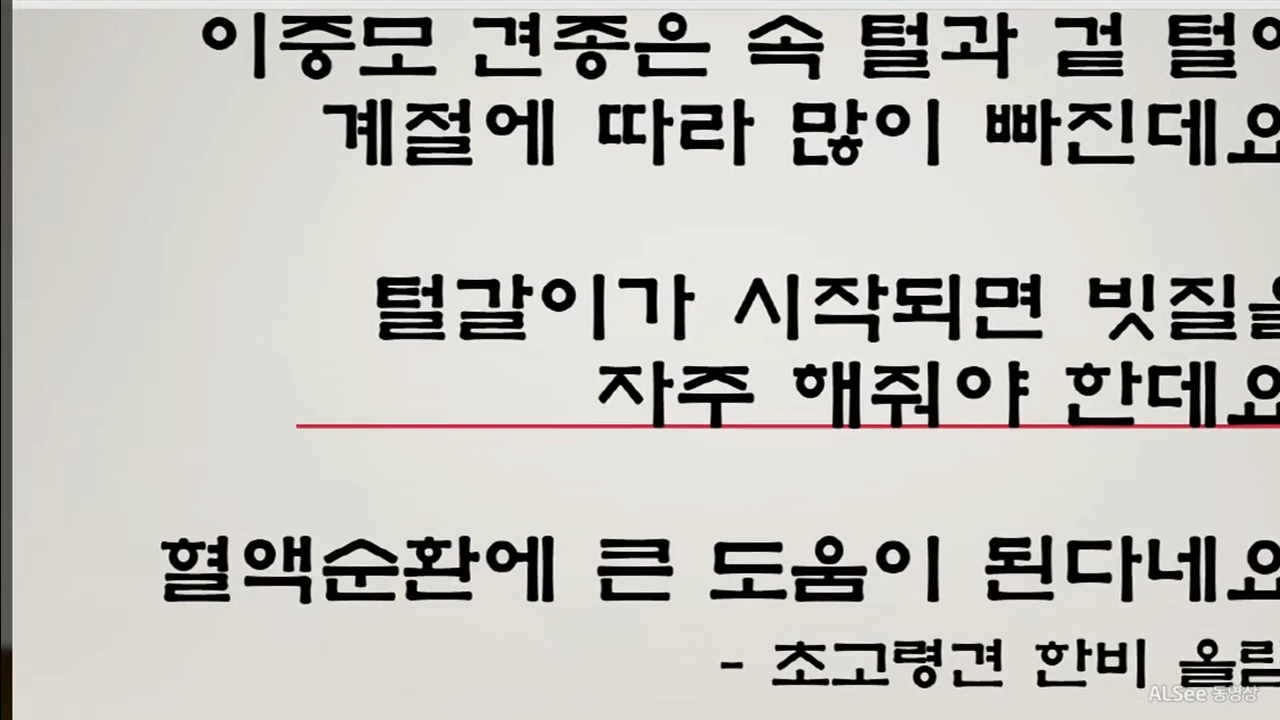 이중모 견종은 속 털과 겉 털이
계절에 따라 많이 빠진데요
털갈이가 시작되면 빗질을
자주 해줘야 한데요
혈액순환에 큰 도움이 된다네요
- 초고령견 한비 올림
ALSee 동영상